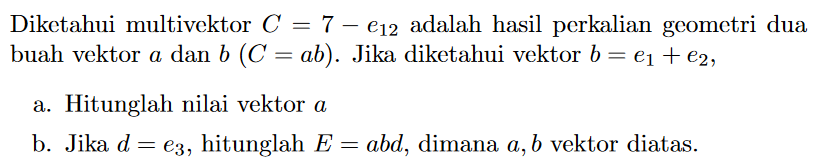 Diketahui multivektor C = 7 − e₁₂ adalah hasil perkalian geometri dua
buah vektor a dan b (C = ab). Jika diketahui vektor b = e₁ + e₂,
a. Hitunglah nilai vektor a
b. Jika d = e₃, hitunglah E = abd, dimana a, b vektor diatas.